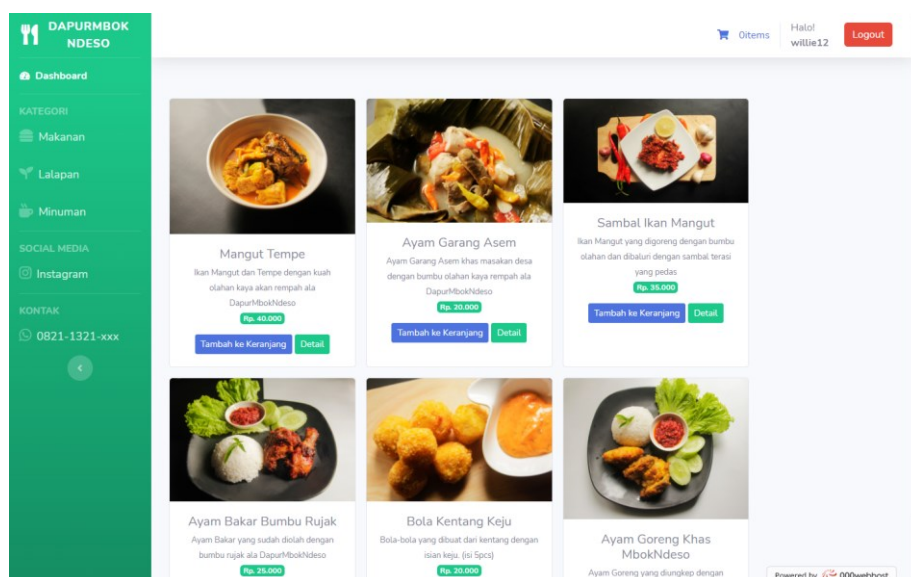 DAPURMBOK
NDESO
Dashboard
KATEGORI
Makanan
Lalapan
Minuman
SOCIAL MEDIA
Instagram
KONTAK
0821-1321-xxx
0items
Halo!
willie12
Logout
Mangut Tempe
Ikan Mangut dan Tempe dengan kuah
olahan kaya akan rempah ala
DapurMbokNdeso
Rp. 40.000
Tambah ke Keranjang
Detail
Ayam Garang Asem
Ayam Garang Asem khas masakan desa
dengan bumbu olahan kaya rempah ala
DapurMbokNdeso
Rp. 20.000
Tambah ke Keranjang
Detail
Sambal Ikan Mangut
Ikan Mangut yang digoreng dengan bumbu
olahan dan dibaluri dengan sambal terasi
yang pedas
Rp. 35.000
Tambah ke Keranjang
Detail
Ayam Bakar Bumbu Rujak
Ayam Bakar yang sudah diolah dengan
bumbu rujak ala DapurMbokNdeso
Rp. 25.000
Bola Kentang Keju
Bola-bola yang dibuat dari kentang dengan
isian keju. (isi 5pcs)
Rp. 20.000
Ayam Goreng Khas
MbokNdeso
Ayam Goreng yang diungkep dengan
Powered by 000webhost